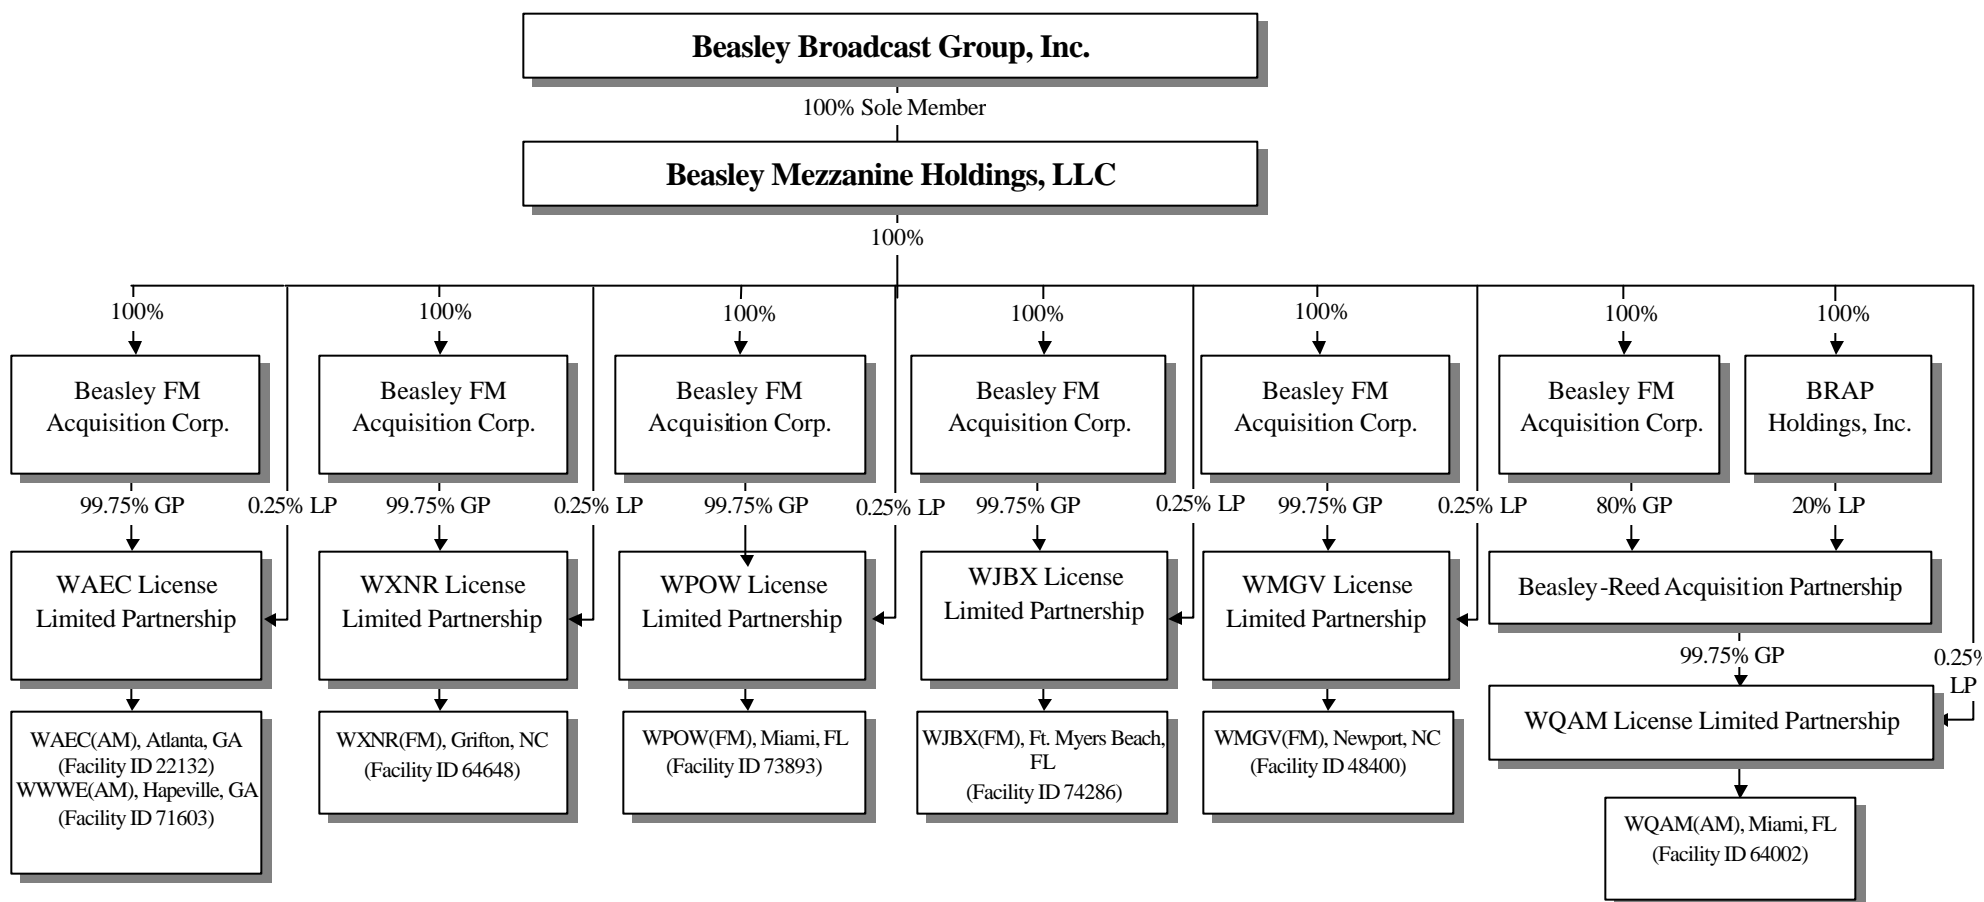 Beasley Broadcast Group, Inc.
100% Sole Member
Beasley Mezzanine Holdings, LLC
100%
100%
100%
100%
100%
100%
100%
100%
Beasley FM
Acquisition Corp.
Beasley FM
Acquisition Corp.
Beasley FM
Acquisition Corp.
Beasley FM
Acquisition Corp.
Beasley FM
Acquisition Corp.
Beasley FM
Acquisition Corp.
BRAP
Holdings, Inc.
99.75% GP
0.25% LP
99.75% GP
0.25% LP
99.75% GP
0.25% LP
99.75% GP
0.25% LP
99.75% GP
0.25% LP
80% GP
20% LP
WAEC License
Limited Partnership
WXNR License
Limited Partnership
WPOW License
Limited Partnership
WJBX License
Limited Partnership
WMGV License
Limited Partnership
Beasley-Reed Acquisition Partnership
99.75% GP
0.25%
LP
WQAM License Limited Partnership
WAEC(AM), Atlanta, GA
(Facility ID 22132)
WWWE(AM), Hapeville, GA
(Facility ID 71603)
WXNR(FM), Grifton, NC
(Facility ID 64648)
WPOW(FM), Miami, FL
(Facility ID 73893)
WJBX(FM), Ft. Myers Beach,
FL
(Facility ID 74286)
WMGV(FM), Newport, NC
(Facility ID 48400)
WQAM(AM), Miami, FL
(Facility ID 64002)